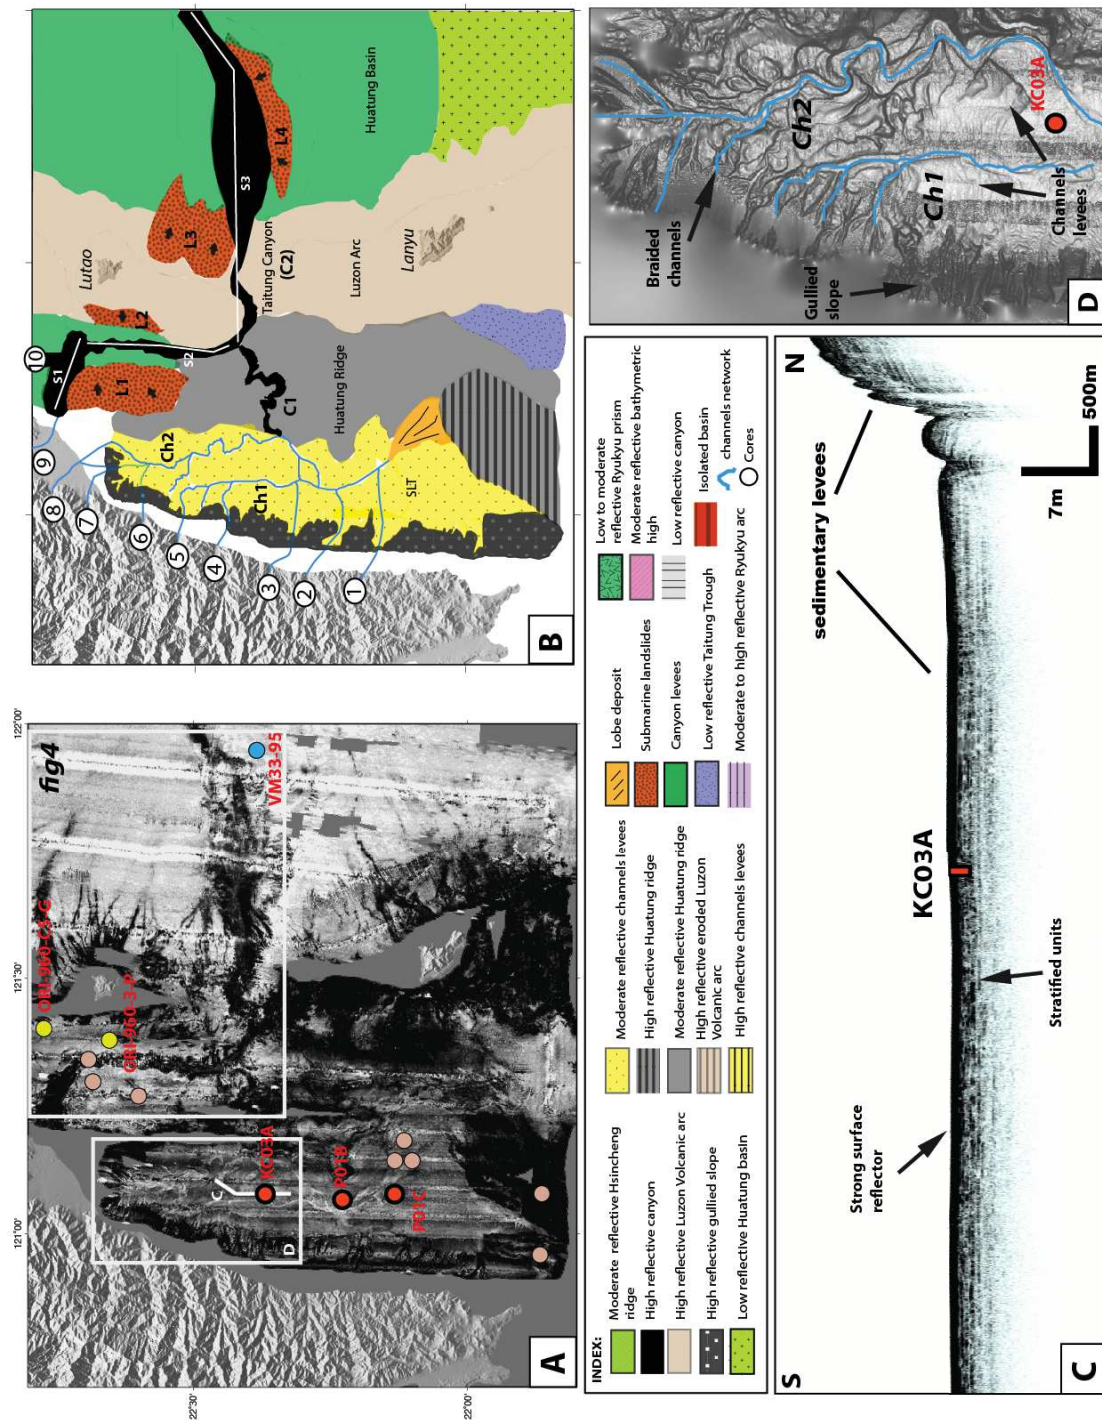 A
122°00'
121°30'
121°00'
22°30'
22°00'
fig4
VM33-95
ORI-960-C5-G
ORI-960-3-P
KC03A
P01B
P01C
C
D
B
10
9
8
7
6
5
4
3
2
1
S1
S2
S3
L1
L2
L3
L4
Lutao
Lanyu
Huatung Basin
Taitung Canyon
(C2)
Luzon Arc
Huatung Ridge
C1
Ch2
Ch1
SLT
INDEX:
Moderate reflective Hsincheng
ridge
High reflective canyon
High reflective Luzon Volcanic arc
High reflective gullied slope
Low reflective Huatung basin
Moderate reflective channels levees
High reflective Huatung ridge
Moderate reflective Huatung ridge
High reflective eroded Luzon
Volcanic arc
High reflective channels levees
Lobe deposit
Submarine landslides
Canyon levees
Low reflective Taitung Trough
Moderate to high reflective Ryukyu arc
Low to moderate
reflective Ryukyu prism
Moderate reflective bathymetric
high
Low reflective canyon
Isolated basin
channels network
Cores
C
S
N
Strong surface
reflector
Stratified units
KC03A
sedimentary levees
7m
500m
D
Gullied
slope
Braided
channels
Ch2
Ch1
Channels
levees
KC03A